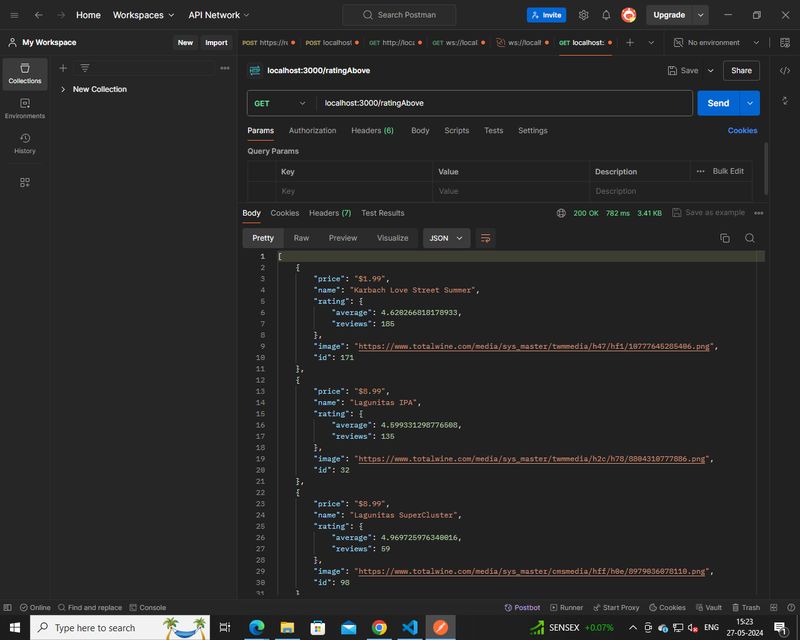 Home Workspaces API Network Search Postman Invite Upgrade
My Workspace New Import POST https://r POST localhost: GET http://loca GET ws://local. ws://locall GET localhost: No environment
Collections
New Collection
Environments
History
localhost:3000/ratingAbove Save Share
GET localhost:3000/ratingAbove Send
Params Authorization Headers (6) Body Scripts Tests Settings Cookies
Query Params
Key Value Description Bulk Edit
Key Value Description
Body Cookies Headers (7) Test Results 200 OK 782 ms 3.41 KB Save as example
Pretty Raw Preview Visualize JSON
1 [
2 {
3 "price": "$1.99",
4 "name": "Karbach Love Street Summer",
5 "rating": {
6 "average": 4.620266818178933,
7 "reviews": 185
8 },
9 "image": "https://www.totalwine.com/media/sys_master/twmmedia/h47/hf1/10777645285406.png",
10 "id": 171
11 },
12 {
13 "price": "$8.99",
14 "name": "Lagunitas IPA",
15 "rating": {
16 "average": 4.599331298776508,
17 "reviews": 135
18 },
19 "image": "https://www.totalwine.com/media/sys_master/twmmedia/h2c/h78/8804310777886.png",
20 "id": 32
21 },
22 {
23 "price": "$8.99",
24 "name": "Lagunitas SuperCluster",
25 "rating": {
26 "average": 4.969725976340016,
27 "reviews": 59
28 },
29 "image": "https://www.totalwine.com/media/sys_master/cmsmedia/hff/h0e/8979036078110.png",
30 "id": 98
31 }
Online Find and replace Console Postbot Runner Start Proxy Cookies Vault Trash
Type here to search SENSEX +0.07% ENG 15:23
27-05-2024